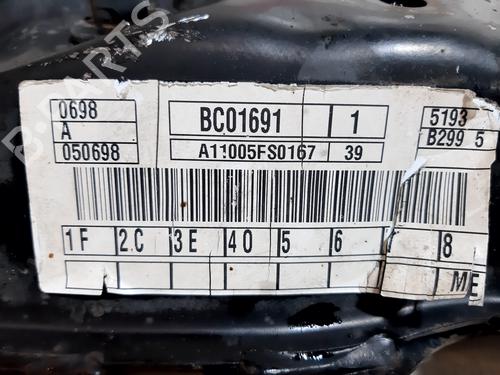 B-PARTS
0698 BC01691 1 5193
A B299 5
050698 A11005FS0167 39
1F 2C 3E 40 5 6 8
ME